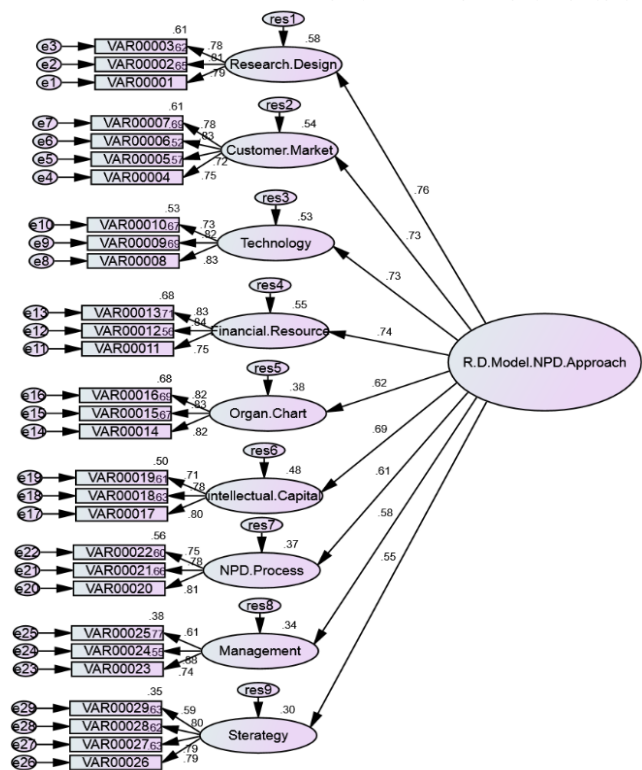 .61
res1
e3 VAR00003 .62 .78 .58
e2 VAR00002 .65 .81 Research.Design
e1 VAR00001 .79
.76
.61
res2
e7 VAR00007 .69 .78 .54
e6 VAR00006 .52 .83 Customer.Market
e5 VAR00005 .57 .72
e4 VAR00004 .75
.73
.53
res3
e10 VAR00010 .67 .73 .53
e9 VAR00009 .69 .82 Technology
e8 VAR00008 .83
.73
.68
res4
e13 VAR00013 .71 .83 .55
e12 VAR00012 .56 .84 Financial.Resource
e11 VAR00011 .75
.74
R.D.Model.NPD.Approach
.68
res5
e16 VAR00016 .69 .82 .38
e15 VAR00015 .67 .83 Organ.Chart
e14 VAR00014 .82
.62
.50
res6
e19 VAR00019 .61 .71 .48
e18 VAR00018 .63 .78 Intellectual.Capital
e17 VAR00017 .80
.69
.56
res7
e22 VAR00022 .60 .75 .37
e21 VAR00021 .66 .78 NPD.Process
e20 VAR00020 .81
.61
.38
res8
e25 VAR00025 .77 .61 .34
e24 VAR00024 .55 .88 Management
e23 VAR00023 .74
.58
.35
res9
e29 VAR00029 .63 .59 .30
e28 VAR00028 .62 .80 Sterategy
e27 VAR00027 .63 .79
e26 VAR00026 .79
.55